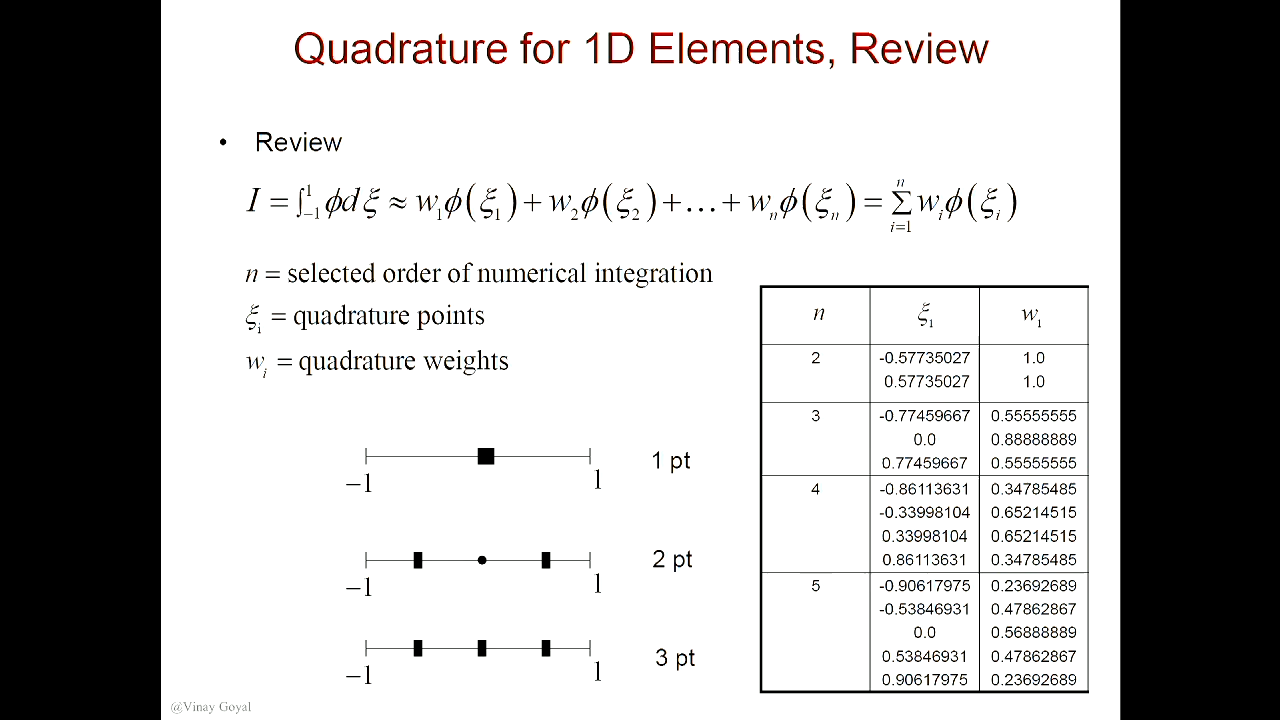 Quadrature for 1D Elements, Review
• Review
I = ∫₋₁¹ ϕdξ ≈ w₁ϕ(ξ₁) + w₂ϕ(ξ₂) + … + wₙϕ(ξₙ) = ∑ᵢ₌₁ⁿ wᵢϕ(ξᵢ)
n = selected order of numerical integration
ξᵢ = quadrature points
wᵢ = quadrature weights
n ξ₁ w₁
2 -0.57735027 1.0
0.57735027 1.0
3 -0.77459667 0.55555555
0.0 0.88888889
0.77459667 0.55555555
4 -0.86113631 0.34785485
-0.33998104 0.65214515
0.33998104 0.65214515
0.86113631 0.34785485
5 -0.90617975 0.23692689
-0.53846931 0.47862867
0.0 0.56888889
0.53846931 0.47862867
0.90617975 0.23692689
1 pt
−1 1
2 pt
−1 1
3 pt
−1 1
@Vinay Goyal